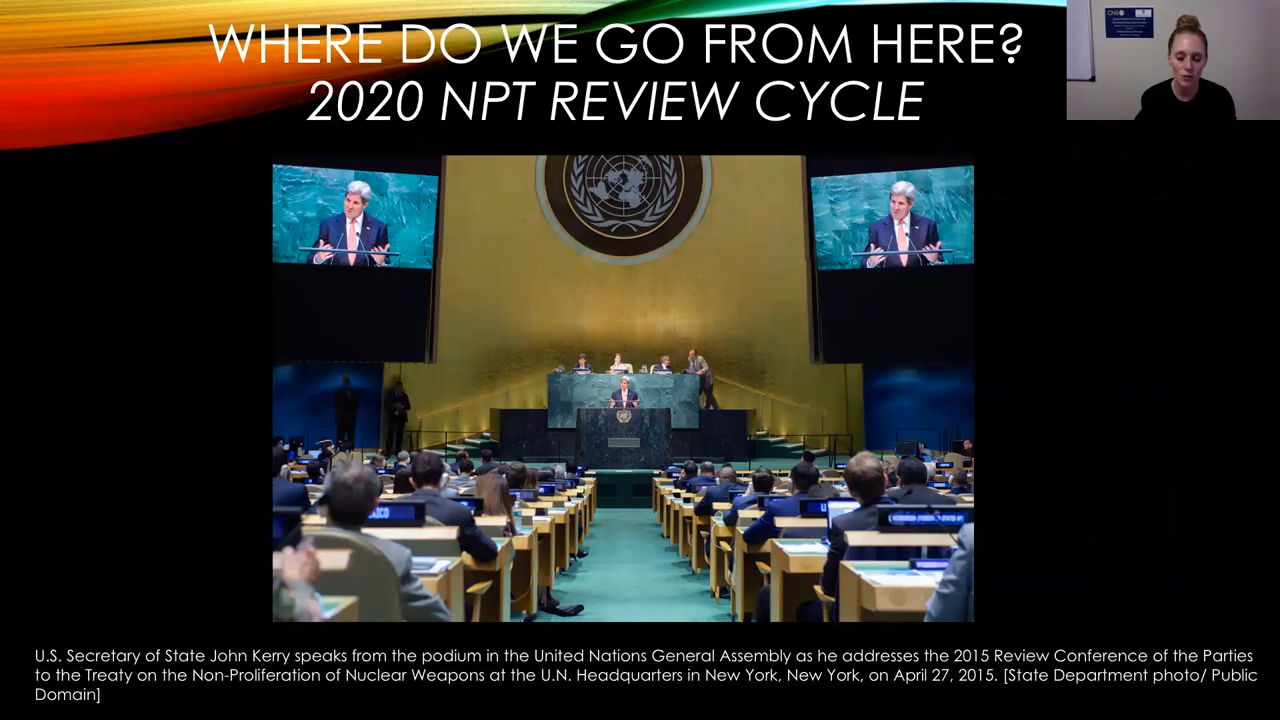 WHERE DO WE GO FROM HERE?
2020 NPT REVIEW CYCLE
CNS
U.S. Secretary of State John Kerry speaks from the podium in the United Nations General Assembly as he addresses the 2015 Review Conference of the Parties
to the Treaty on the Non-Proliferation of Nuclear Weapons at the U.N. Headquarters in New York, New York, on April 27, 2015. [State Department photo/ Public
Domain]